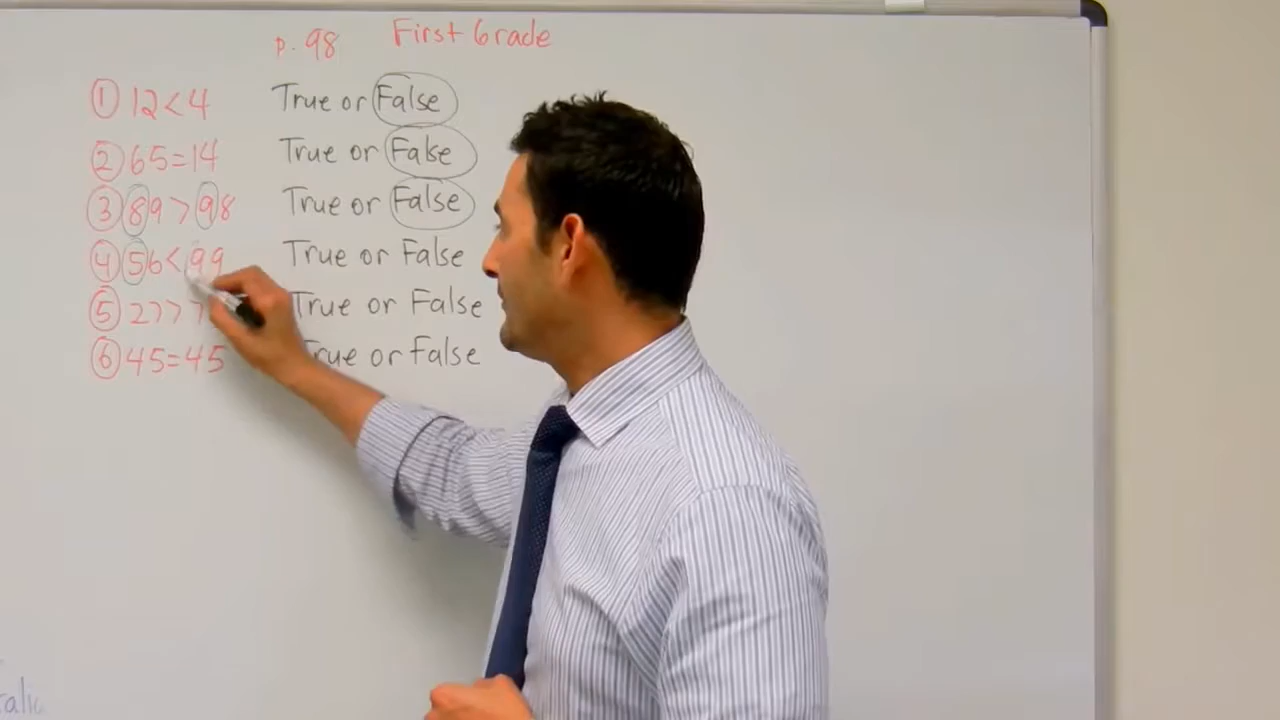 p. 98 First Grade
① 12 < 4 True or False
② 65 = 14 True or False
③ 89 > 98 True or False
④ 56 < 99 True or False
⑤ 27 > 7 True or False
⑥ 45 = 45 True or False